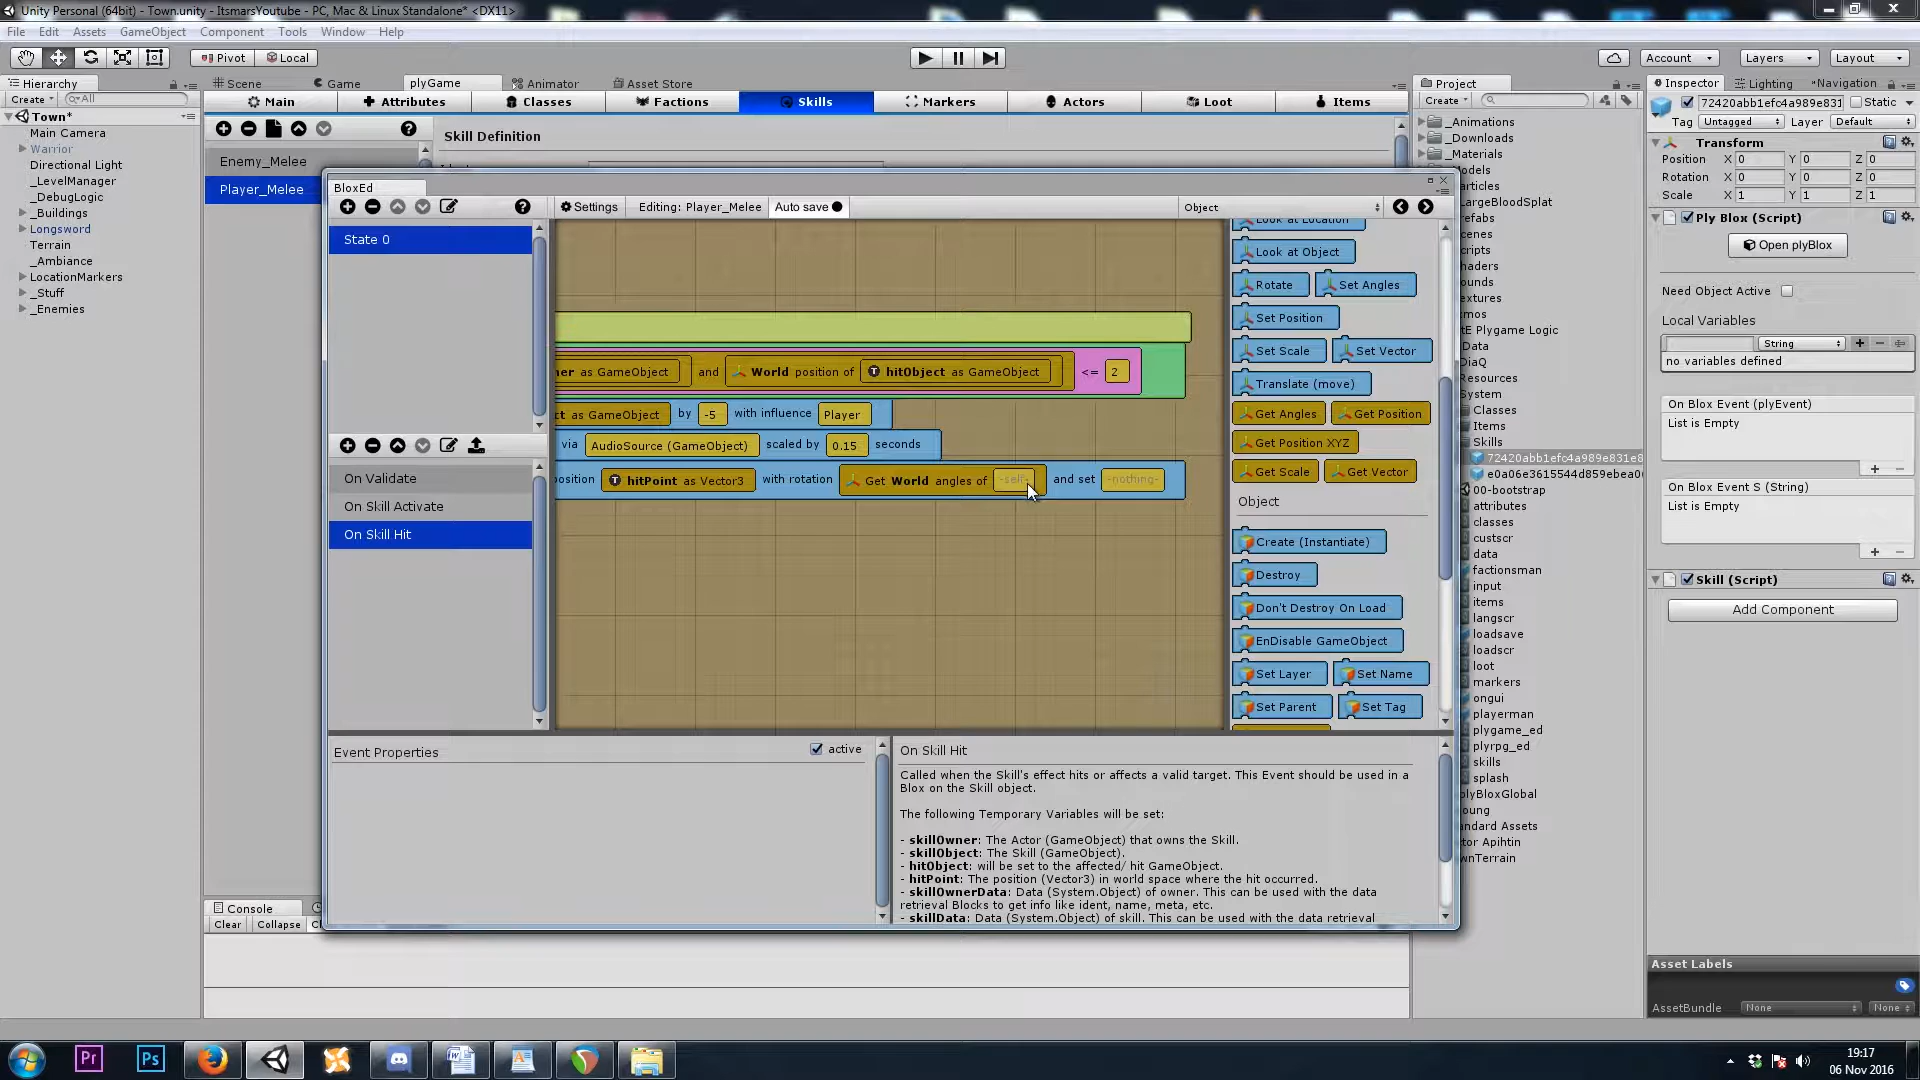 Unity Personal (64bit) - Town.unity - ItsmarsYoutube - PC, Mac & Linux Standalone* <DX11>
File Edit Assets GameObject Component Tools Window Help
Pivot Local Account Layers Layout
Hierarchy Scene Game plyGame Animator Asset Store Project Inspector Lighting Navigation
Create All
Main Attributes Classes Factions Skills Markers Actors Loot Items
Town*
Main Camera
Warrior
Directional Light
_LevelManager
_DebugLogic
_Buildings
Longsword
Terrain
_Ambiance
LocationMarkers
_Stuff
_Enemies
Skill Definition
Enemy_Melee
Player_Melee
BloxEd
Settings Editing: Player_Melee Auto save Object
State 0
On Validate
On Skill Activate
On Skill Hit
ner as GameObject and World position of hitObject as GameObject <= 2
ct as GameObject by -5 with influence Player
via AudioSource (GameObject) scaled by 0.15 seconds
position hitPoint as Vector3 with rotation Get World angles of -self- and set -nothing-
Look at Location
Look at Object
Rotate Set Angles
Set Position
Set Scale Set Vector
Translate (move)
Get Angles Get Position
Get Position XYZ
Get Scale Get Vector
Object
Create (Instantiate)
Destroy
Don't Destroy On Load
EnDisable GameObject
Set Layer Set Name
Set Parent Set Tag
Event Properties active
On Skill Hit
Called when the Skill's effect hits or affects a valid target. This Event should be used in a
Blox on the Skill object.
The following Temporary Variables will be set:
- skillOwner: The Actor (GameObject) that owns the Skill.
- skillObject: The Skill (GameObject).
- hitObject: will be set to the affected/ hit GameObject.
- hitPoint: The position (Vector3) in world space where the hit occurred.
- skillOwnerData: Data (System.Object) of owner. This can be used with the data
retrieval Blocks to get info like ident, name, meta, etc.
- skillData: Data (System.Object) of skill. This can be used with the data retrieval
Console
Clear Collapse
Create
_Animations
_Downloads
_Materials
odels
articles
LargeBloodSplat
refabs
cenes
cripts
haders
ounds
extures
zmos
tE Plygame Logic
Data
DiaQ
Resources
System
Classes
Items
Skills
72420abb1efc4a989e831e8
e0a06e3615544d859ebea0
00-bootstrap
attributes
classes
custscr
data
factionsman
input
items
langscr
loadsave
loadscr
loot
markers
ongui
playerman
plygame_ed
plyrpg_ed
skills
splash
plyBloxGlobal
oung
andard Assets
tor Apihtin
wnTerrain
72420abb1efc4a989e831 Static
Tag Untagged Layer Default
Transform
Position X 0 Y 0 Z 0
Rotation X 0 Y 0 Z 0
Scale X 1 Y 1 Z 1
Ply Blox (Script)
Open plyBlox
Need Object Active
Local Variables
String
no variables defined
On Blox Event (plyEvent)
List is Empty
On Blox Event S (String)
List is Empty
Skill (Script)
Add Component
Asset Labels
AssetBundle None None
Pr Ps
19:17
06 Nov 2016